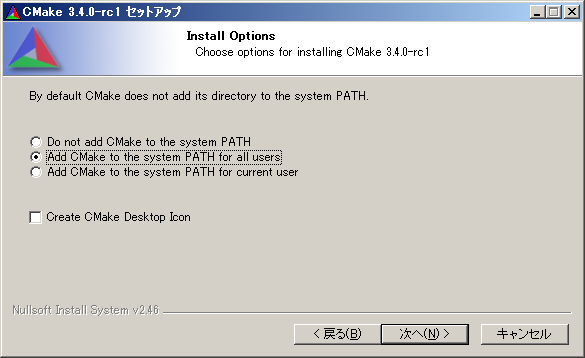 CMake 3.4.0-rc1 セットアップ
Install Options
Choose options for installing CMake 3.4.0-rc1
By default CMake does not add its directory to the system PATH.
Do not add CMake to the system PATH
Add CMake to the system PATH for all users
Add CMake to the system PATH for current user
Create CMake Desktop Icon
Nullsoft Install System v2.46
< 戻る(B)
次へ(N) >
キャンセル